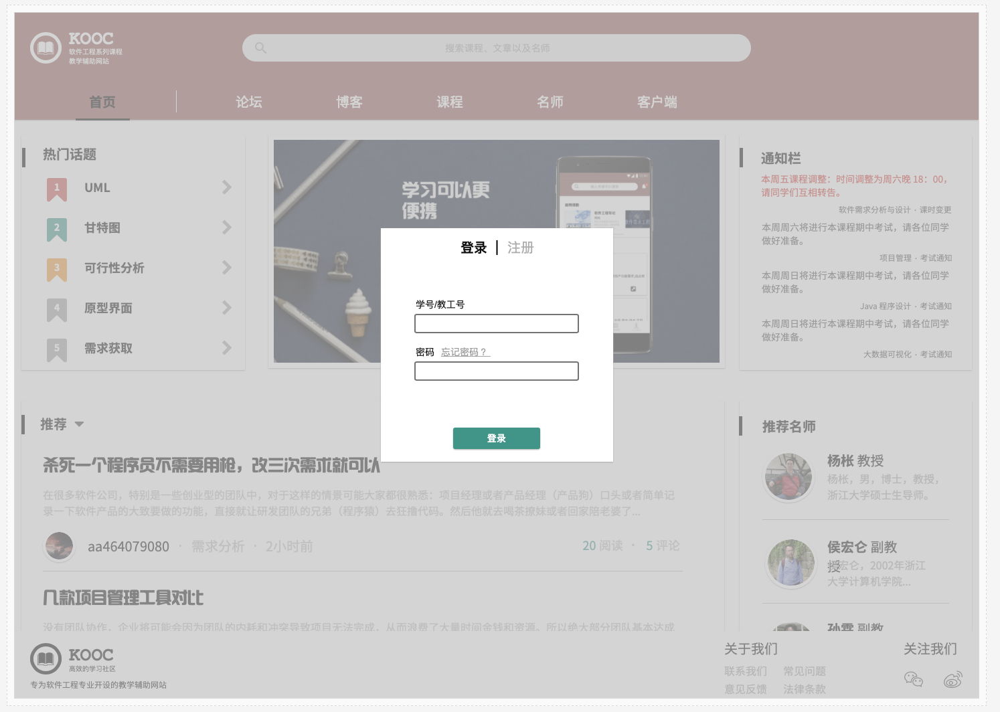 KOOC
软件工程系列课程
教学辅助网站
搜索课程、文章以及名师
首页
论坛
博客
课程
名师
客户端
热门话题
1
UML
2
甘特图
3
可行性分析
4
原型界面
5
需求获取
学习可以更
便携
通知栏
本周五课程调整：时间调整为周六晚 18：00，
请同学们互相转告。
软件需求分析与设计 · 课时变更
本周周六将进行本课程期中考试，请各位同学
做好准备。
项目管理 · 考试通知
本周周日将进行本课程期中考试，请各位同学
做好准备。
Java 程序设计 · 考试通知
本周周日将进行本课程期中考试，请各位同学
做好准备。
大数据可视化 · 考试通知
登录 | 注册
学号/教工号
密码 忘记密码？
登录
推荐
杀死一个程序员不需要用枪，改三次需求就可以
在很多软件公司，特别是一些创业型的团队中，对于这样的情景可能大家都很熟悉：项目经理或者产品经理（产品狗）口头或者简单记
录一下软件产品的大致要做的功能，直接就让研发团队的兄弟（程序猿）去狂撸代码。然后他就去喝茶撩妹或者回家陪老婆了...
aa464079080 · 需求分析 · 2小时前
20 阅读 · 5 评论
几款项目管理工具对比
没有团队协作，企业将可能会因为团队的内耗和冲突导致项目无法完成，从而浪费了大量时间金钱和资源。所以绝大部分团队基本达成
推荐名师
杨枨 教授
杨枨，男，博士，教授，
浙江大学硕士生导师。
侯宏仑 副教
授
侯宏仑，2002年浙江
大学计算机学院...
副教
KOOC
高效的学习社区
专为软件工程专业开设的教学辅助网站
关于我们
联系我们
常见问题
意见反馈
法律条款
关注我们